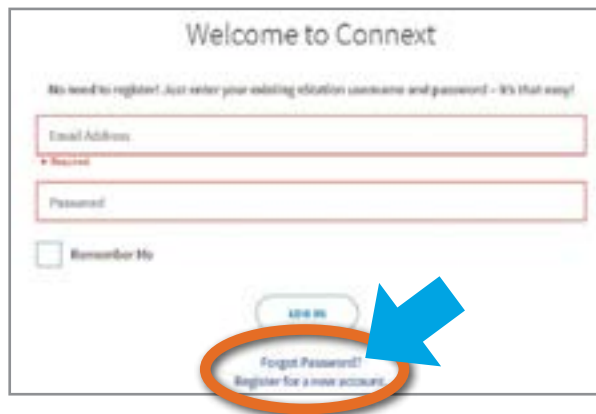 Welcome to Connext
No need to register! Just enter your existing eStation username and password – it's that easy!
Email Address
* Required
Password
Remember Me
LOG IN
Forgot Password?
Register for a new account